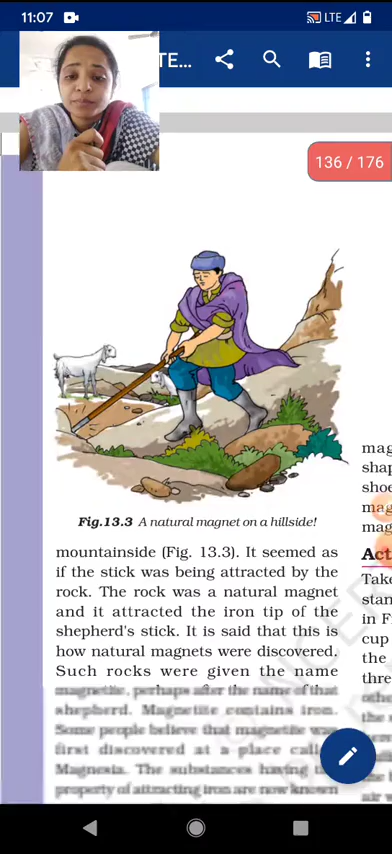 11:07
LTE
TE...
136 / 176
Fig.13.3 A natural magnet on a hillside!
mountainside (Fig. 13.3). It seemed as
if the stick was being attracted by the
rock. The rock was a natural magnet
and it attracted the iron tip of the
shepherd's stick. It is said that this is
how natural magnets were discovered.
Such rocks were given the name
magnetite, perhaps after the name of that
shepherd. Magnetite contains iron.
Some people believe that magnetite was
first discovered at a place called
Magnesia. The substances having
property of attracting iron are now known
mag
shap
shoe
mag
mag
Act
Take
stan
in F
cup
the
thre
othe
the
air w